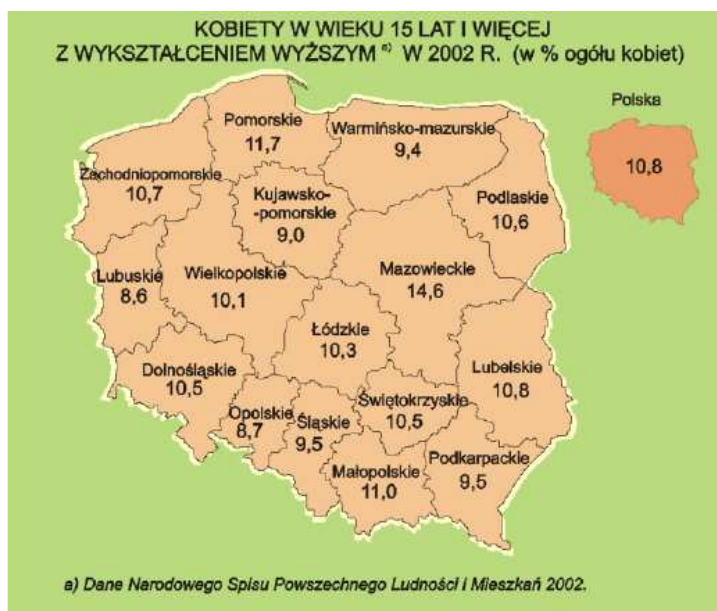 KOBIETY W WIEKU 15 LAT I WIĘCEJ
Z WYKSZTAŁCENIEM WYŻSZYM a) W 2002 R. (w % ogółu kobiet)
Polska
10,8
Pomorskie
11,7
Warmińsko-mazurskie
9,4
Zachodniopomorskie
10,7
Kujawsko-
-pomorskie
9,0
Podlaskie
10,6
Lubuskie
8,6
Wielkopolskie
10,1
Mazowieckie
14,6
Łódzkie
10,3
Dolnośląskie
10,5
Lubelskie
10,8
Opolskie
8,7
Śląskie
9,5
Świętokrzyskie
10,5
Małopolskie
11,0
Podkarpackie
9,5
a) Dane Narodowego Spisu Powszechnego Ludności i Mieszkań 2002.